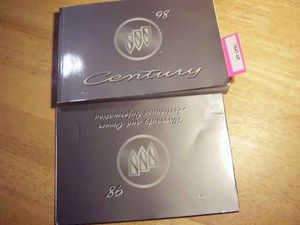 '98
Century
Warranty and Owner
Assistance Information
'98